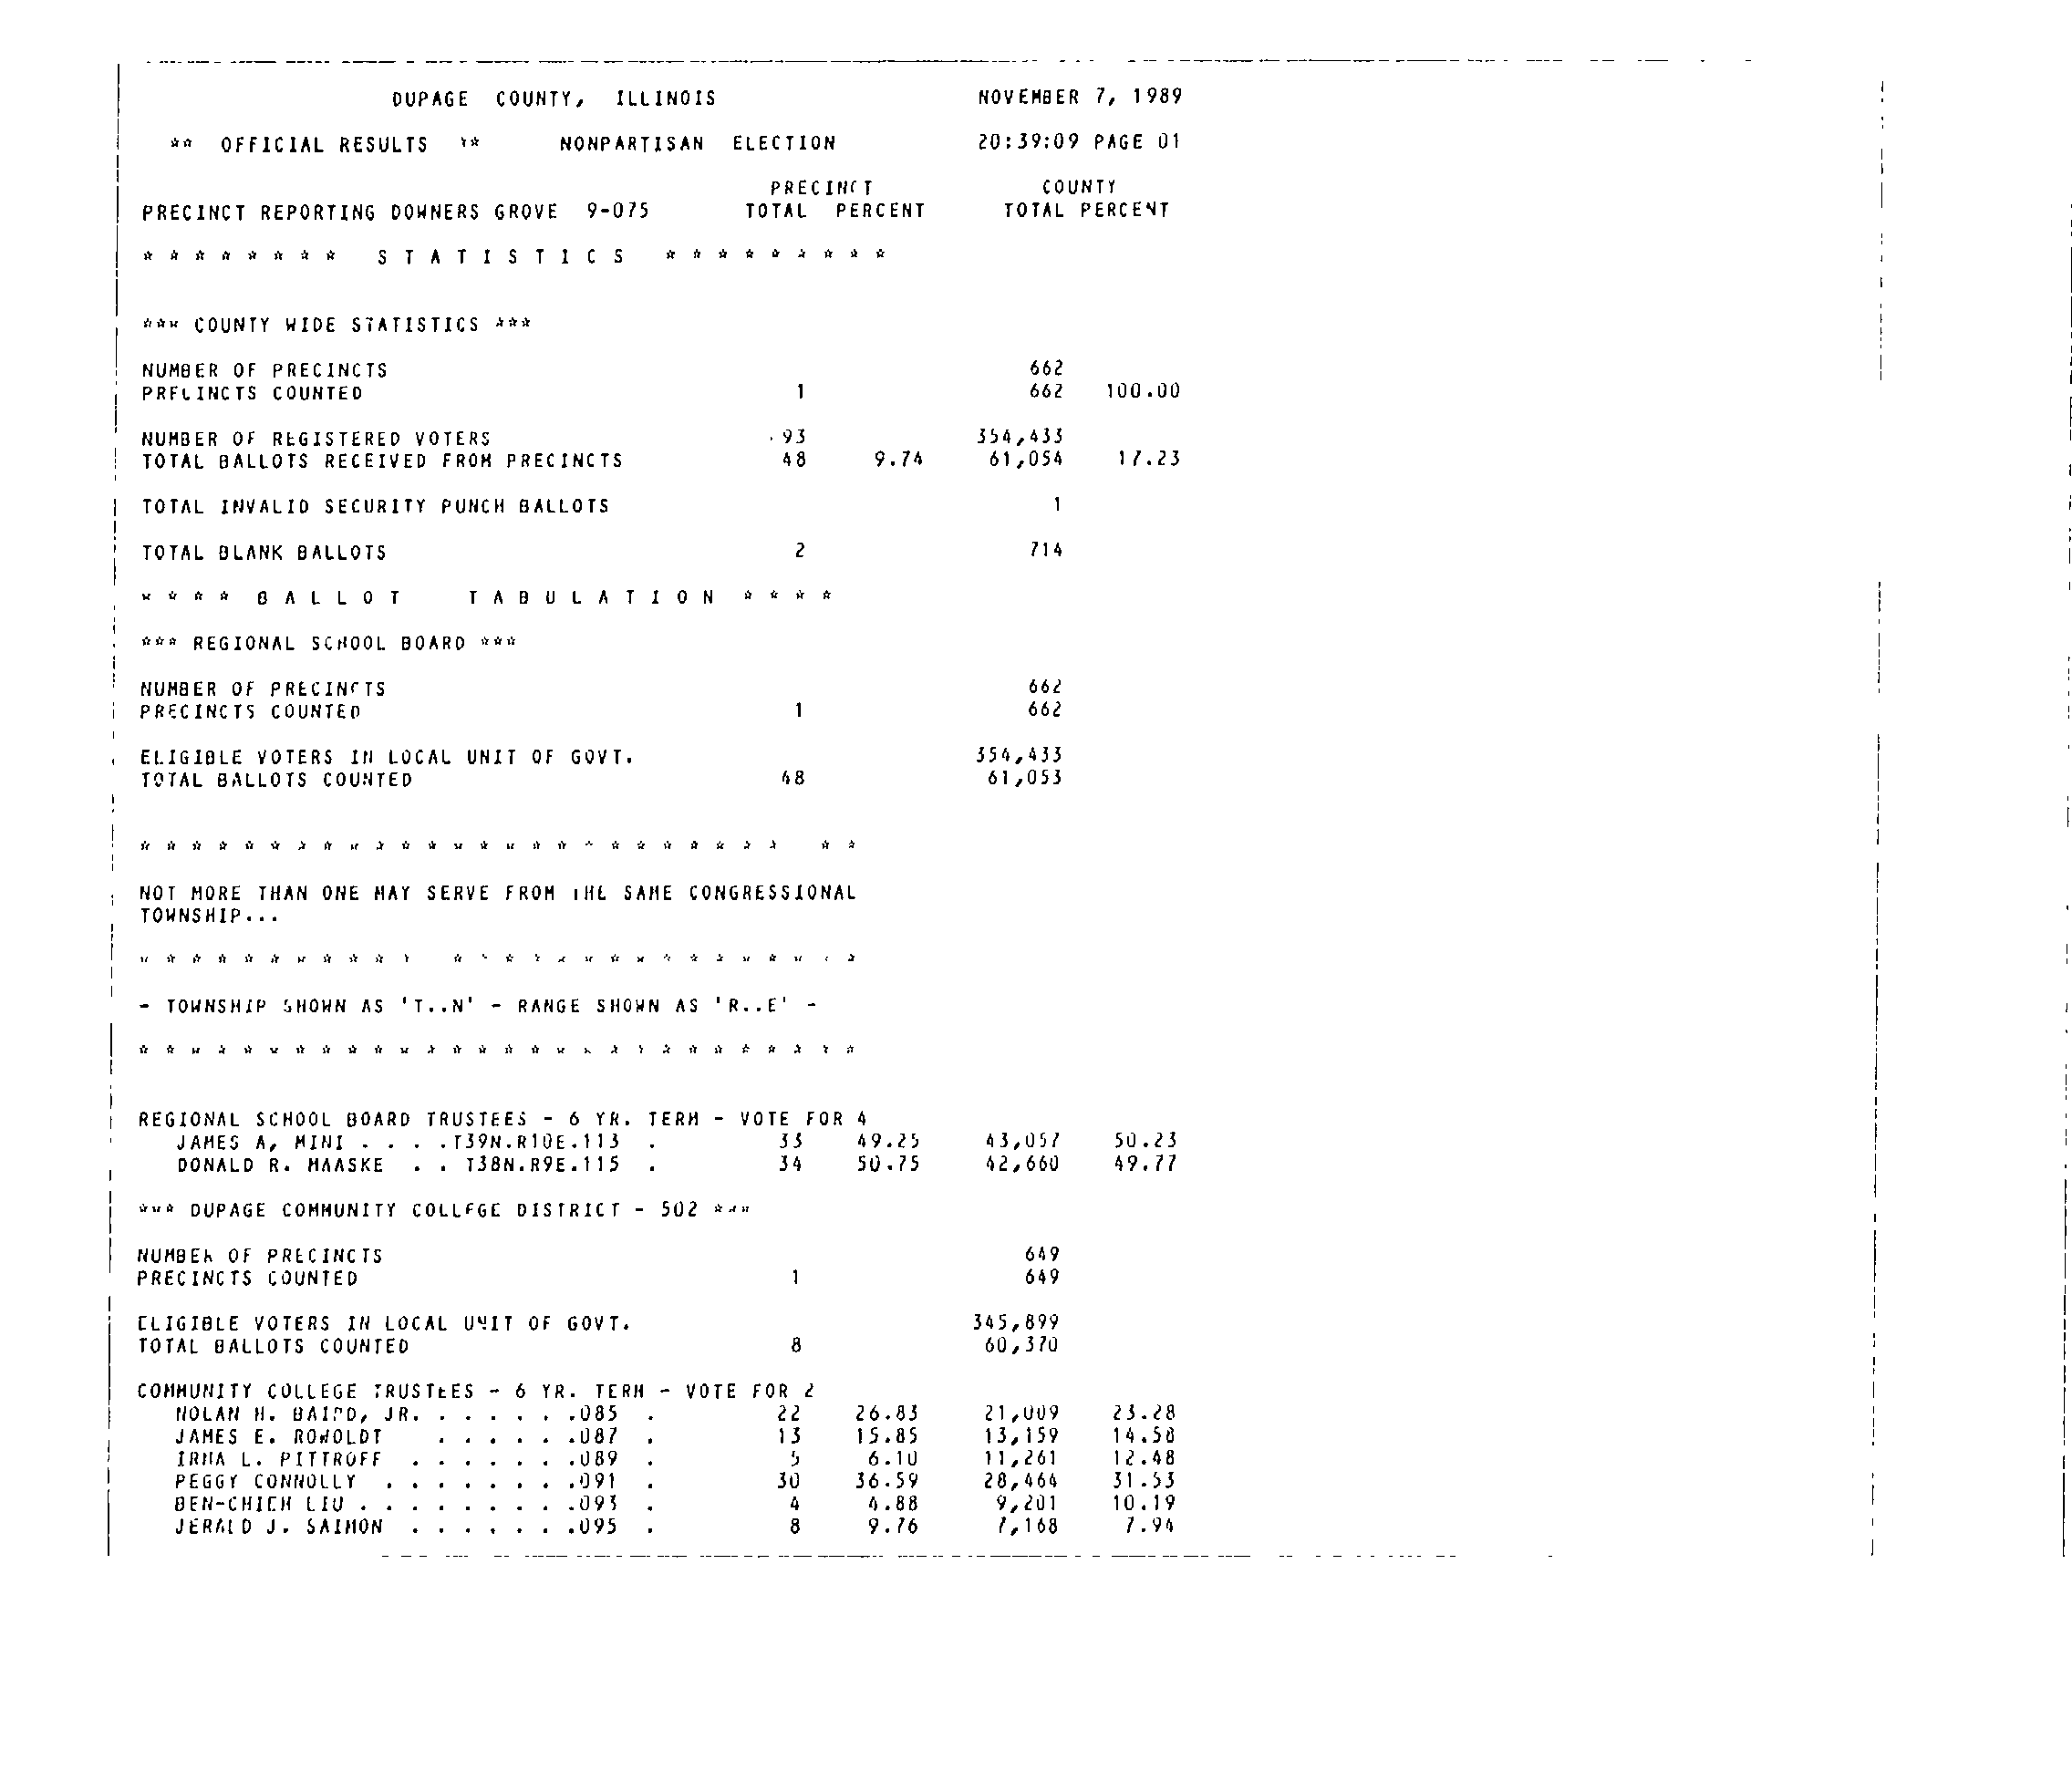 DUPAGE COUNTY, ILLINOIS NOVEMBER 7, 1989
** OFFICIAL RESULTS ** NONPARTISAN ELECTION 20:39:09 PAGE 01
PRECINCT COUNTY
PRECINCT REPORTING DOWNERS GROVE 9-075 TOTAL PERCENT TOTAL PERCENT
* * * * * * * * S T A T I S T I C S * * * * * * * * *
*** COUNTY WIDE STATISTICS ***
NUMBER OF PRECINCTS 662
PRECINCTS COUNTED 1 662 100.00
NUMBER OF REGISTERED VOTERS 93 354,433
TOTAL BALLOTS RECEIVED FROM PRECINCTS 48 9.74 61,054 17.23
TOTAL INVALID SECURITY PUNCH BALLOTS 1
TOTAL BLANK BALLOTS 2 714
* * * * B A L L O T T A B U L A T I O N * * * *
*** REGIONAL SCHOOL BOARD ***
NUMBER OF PRECINCTS 662
PRECINCTS COUNTED 1 662
ELIGIBLE VOTERS IN LOCAL UNIT OF GOVT. 354,433
TOTAL BALLOTS COUNTED 48 61,053
* * * * * * * * * * * * * * * * * * * * * * * * * * *
NOT MORE THAN ONE MAY SERVE FROM THE SAME CONGRESSIONAL
TOWNSHIP...
* * * * * * * * * * * * * * * * * * * * * * * * * * *
- TOWNSHIP SHOWN AS 'T..N' - RANGE SHOWN AS 'R..E' -
* * * * * * * * * * * * * * * * * * * * * * * * * * * *
REGIONAL SCHOOL BOARD TRUSTEES - 6 YR. TERM - VOTE FOR 4
JAMES A, MINI . . . .T39N.R10E.113 . 33 49.25 43,057 50.23
DONALD R. MAASKE . . T38N.R9E.115 . 34 50.75 42,660 49.77
*** DUPAGE COMMUNITY COLLEGE DISTRICT - 502 ***
NUMBER OF PRECINCTS 649
PRECINCTS COUNTED 1 649
ELIGIBLE VOTERS IN LOCAL UNIT OF GOVT. 345,899
TOTAL BALLOTS COUNTED 8 60,370
COMMUNITY COLLEGE TRUSTEES - 6 YR. TERM - VOTE FOR 2
NOLAN H. BAIRD, JR. . . . . . .085 . 22 26.83 21,009 23.28
JAMES E. ROWOLDT . . . . . .087 . 13 15.85 13,159 14.58
IRMA L. PITTROFF . . . . . . .089 . 5 6.10 11,261 12.48
PEGGY CONNOLLY . . . . . . . .091 . 30 36.59 28,464 31.53
BEN-CHIEH LIU . . . . . . . . .093 . 4 4.88 9,201 10.19
JERALD J. SAIMON . . . . . . .095 . 8 9.76 7,168 7.94